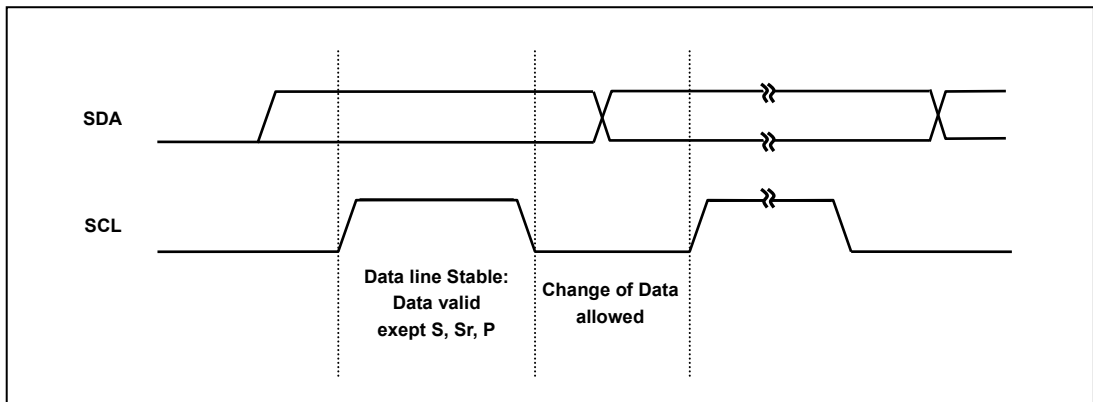 SDA
SCL
Data line Stable:
Data valid
exept S, Sr, P
Change of Data
allowed